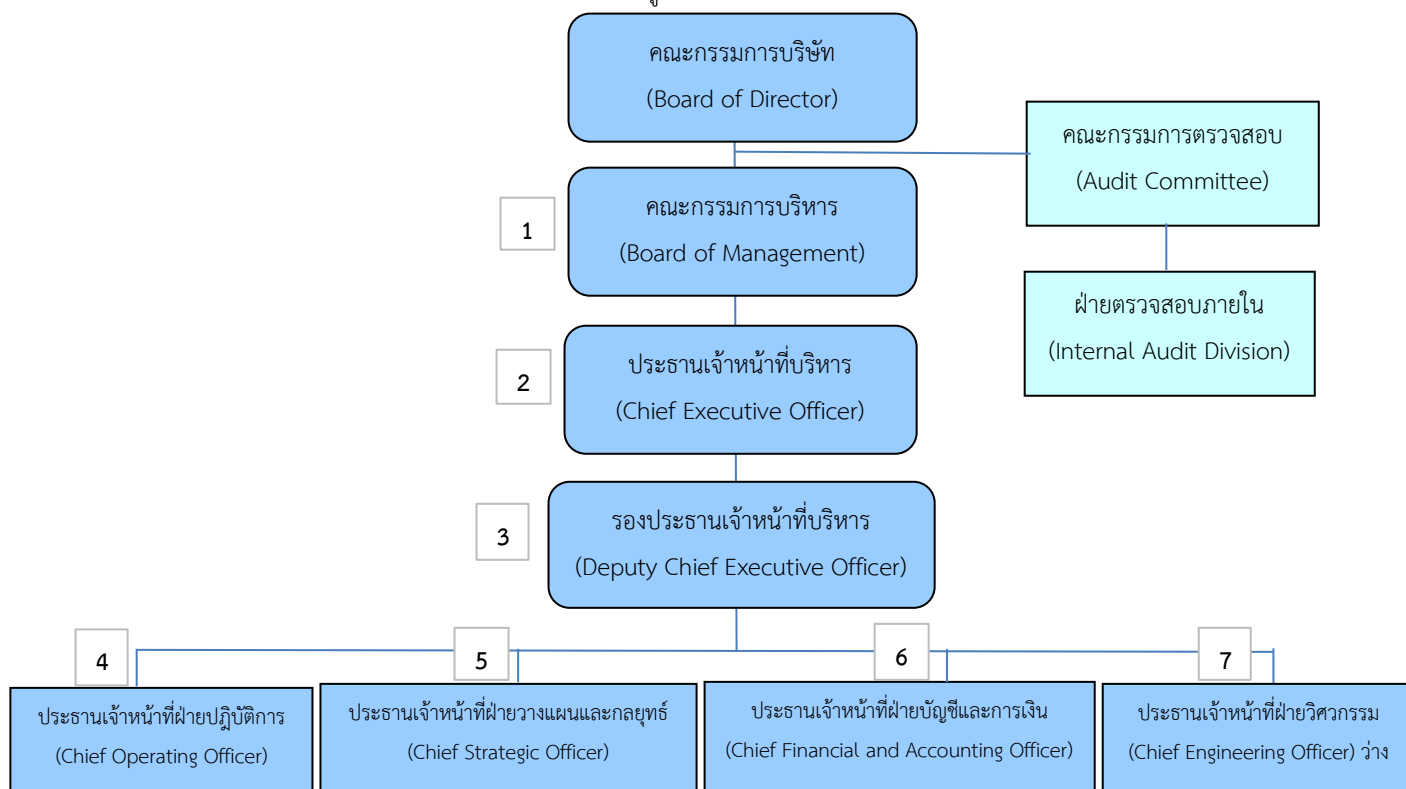 คณะกรรมการบริษัท
(Board of Director)
คณะกรรมการตรวจสอบ
(Audit Committee)
1
คณะกรรมการบริหาร
(Board of Management)
ฝ่ายตรวจสอบภายใน
(Internal Audit Division)
2
ประธานเจ้าหน้าที่บริหาร
(Chief Executive Officer)
3
รองประธานเจ้าหน้าที่บริหาร
(Deputy Chief Executive Officer)
4
ประธานเจ้าหน้าที่ฝ่ายปฎิบัติการ
(Chief Operating Officer)
5
ประธานเจ้าหน้าที่ฝ่ายวางแผนและกลยุทธ์
(Chief Strategic Officer)
6
ประธานเจ้าหน้าที่ฝ่ายบัญชีและการเงิน
(Chief Financial and Accounting Officer)
7
ประธานเจ้าหน้าที่ฝ่ายวิศวกรรม
(Chief Engineering Officer) ว่าง